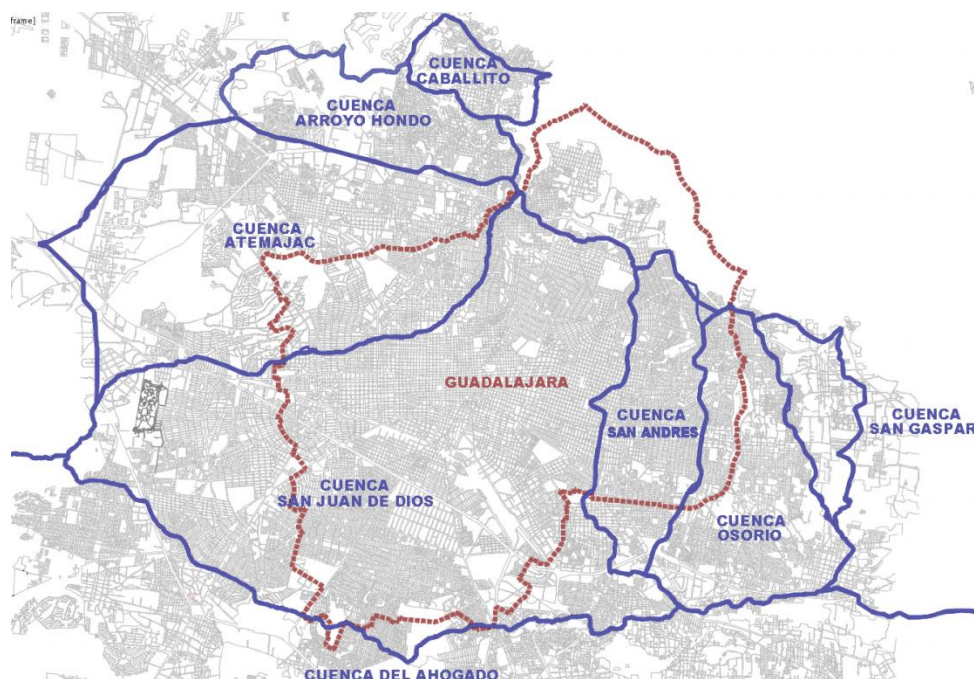 frame]
CUENCA
CABALLITO
CUENCA
ARROYO HONDO
CUENCA
ATEMAJAC
GUADALAJARA
CUENCA
SAN ANDRES
CUENCA
SAN GASPAR
CUENCA
SAN JUAN DE DIOS
CUENCA
OSORIO
CUENCA DEL AHOGADO